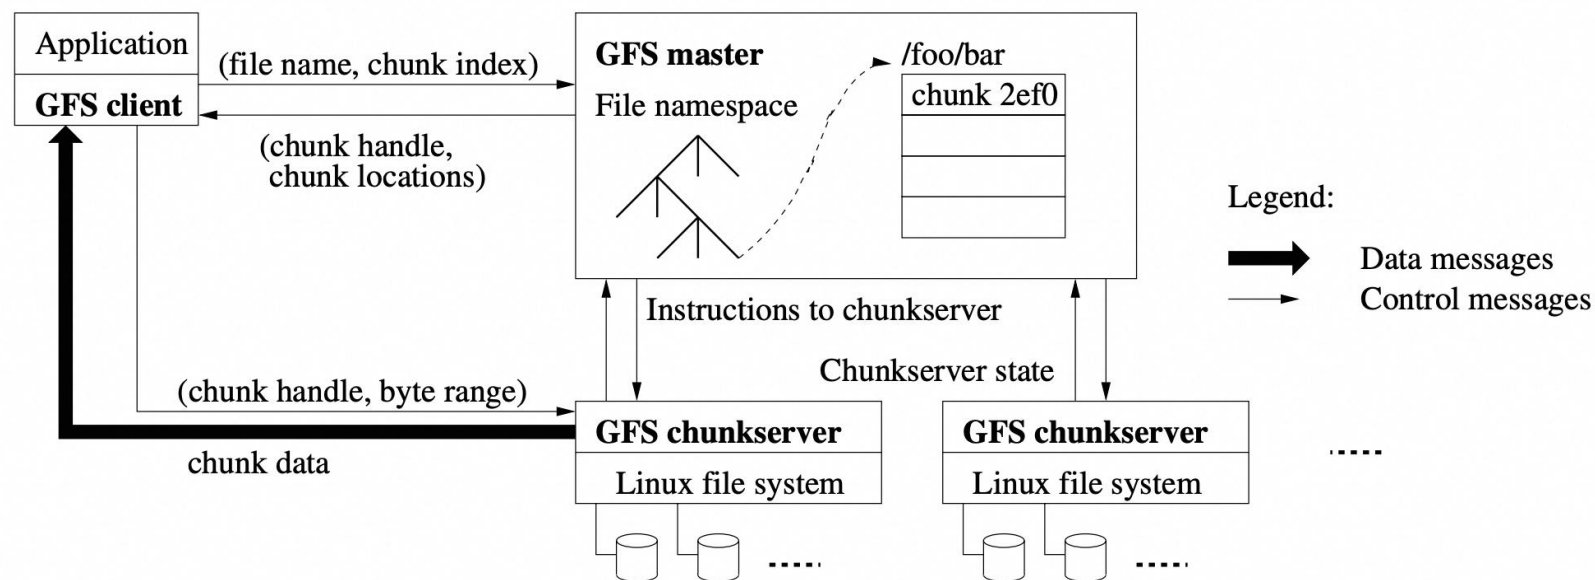 Application
GFS client
(file name, chunk index)
(chunk handle,
chunk locations)
GFS master
File namespace
/foo/bar
chunk 2ef0
Legend:
Data messages
Control messages
Instructions to chunkserver
Chunkserver state
(chunk handle, byte range)
chunk data
GFS chunkserver
Linux file system
GFS chunkserver
Linux file system